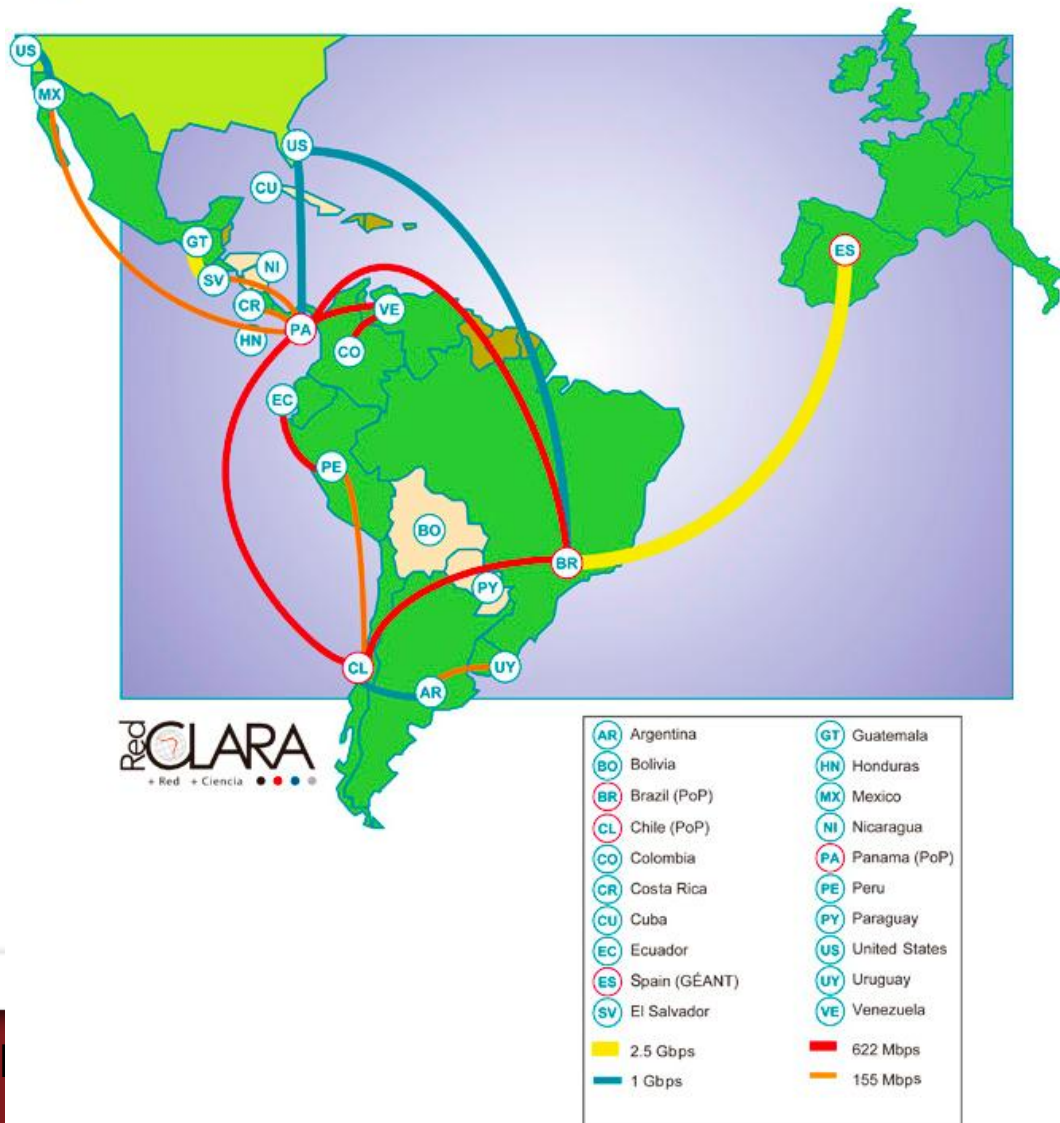 US
MX
US
CU
GT
NI
SV
CR
PA
HN
VE
CO
EC
PE
BO
PY
BR
CL
AR
UY
ES
Red CLARA
+ Red + Ciencia
AR Argentina
BO Bolivia
BR Brazil (PoP)
CL Chile (PoP)
CO Colombia
CR Costa Rica
CU Cuba
EC Ecuador
ES Spain (GÉANT)
SV El Salvador
2.5 Gbps
1 Gbps
GT Guatemala
HN Honduras
MX Mexico
NI Nicaragua
PA Panama (PoP)
PE Peru
PY Paraguay
US United States
UY Uruguay
VE Venezuela
622 Mbps
155 Mbps